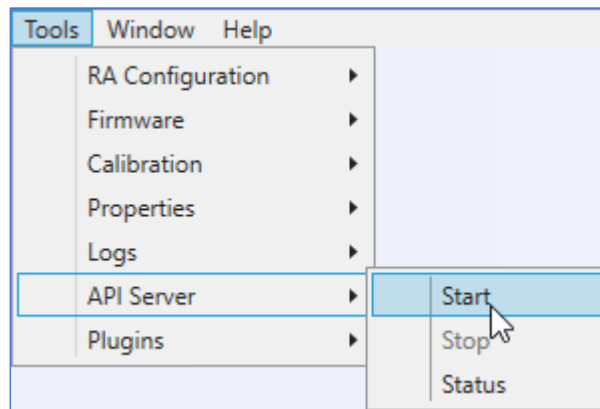 Tools Window Help
RA Configuration
Firmware
Calibration
Properties
Logs
API Server
Start
Plugins
Stop
Status